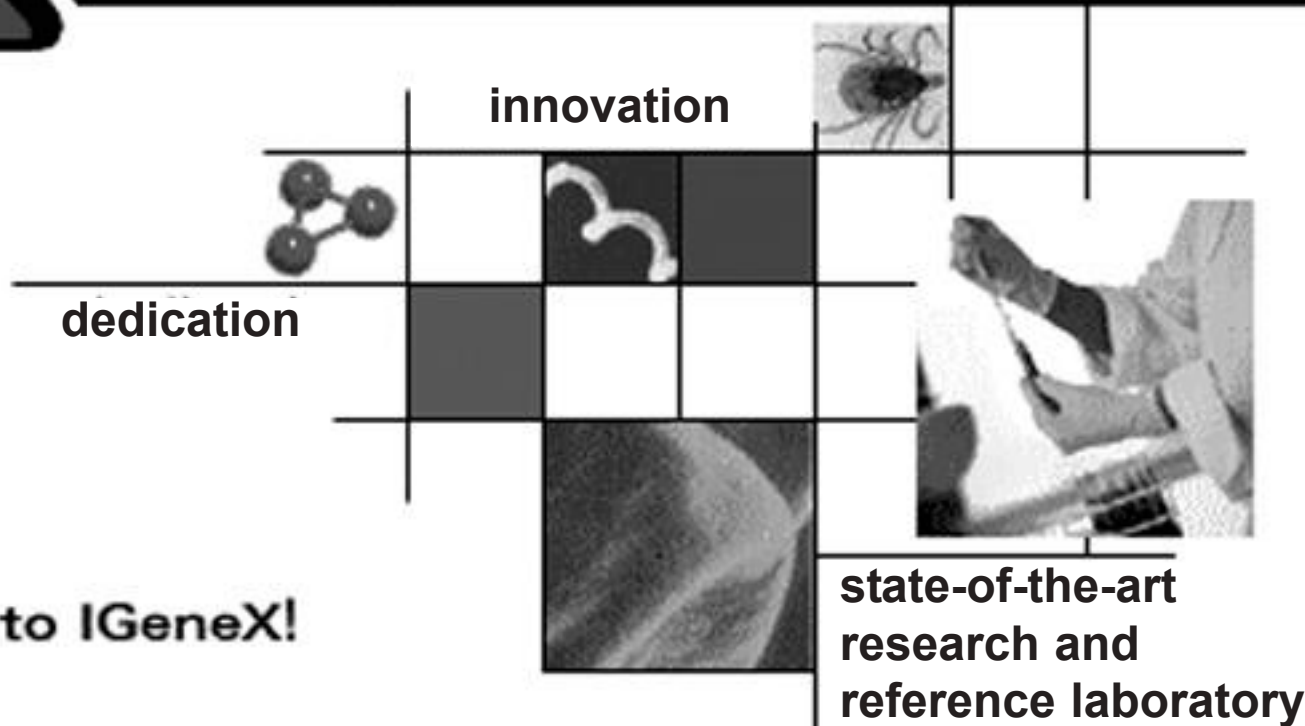 innovation
dedication
to IGeneX!
state-of-the-art
research and
reference laboratory